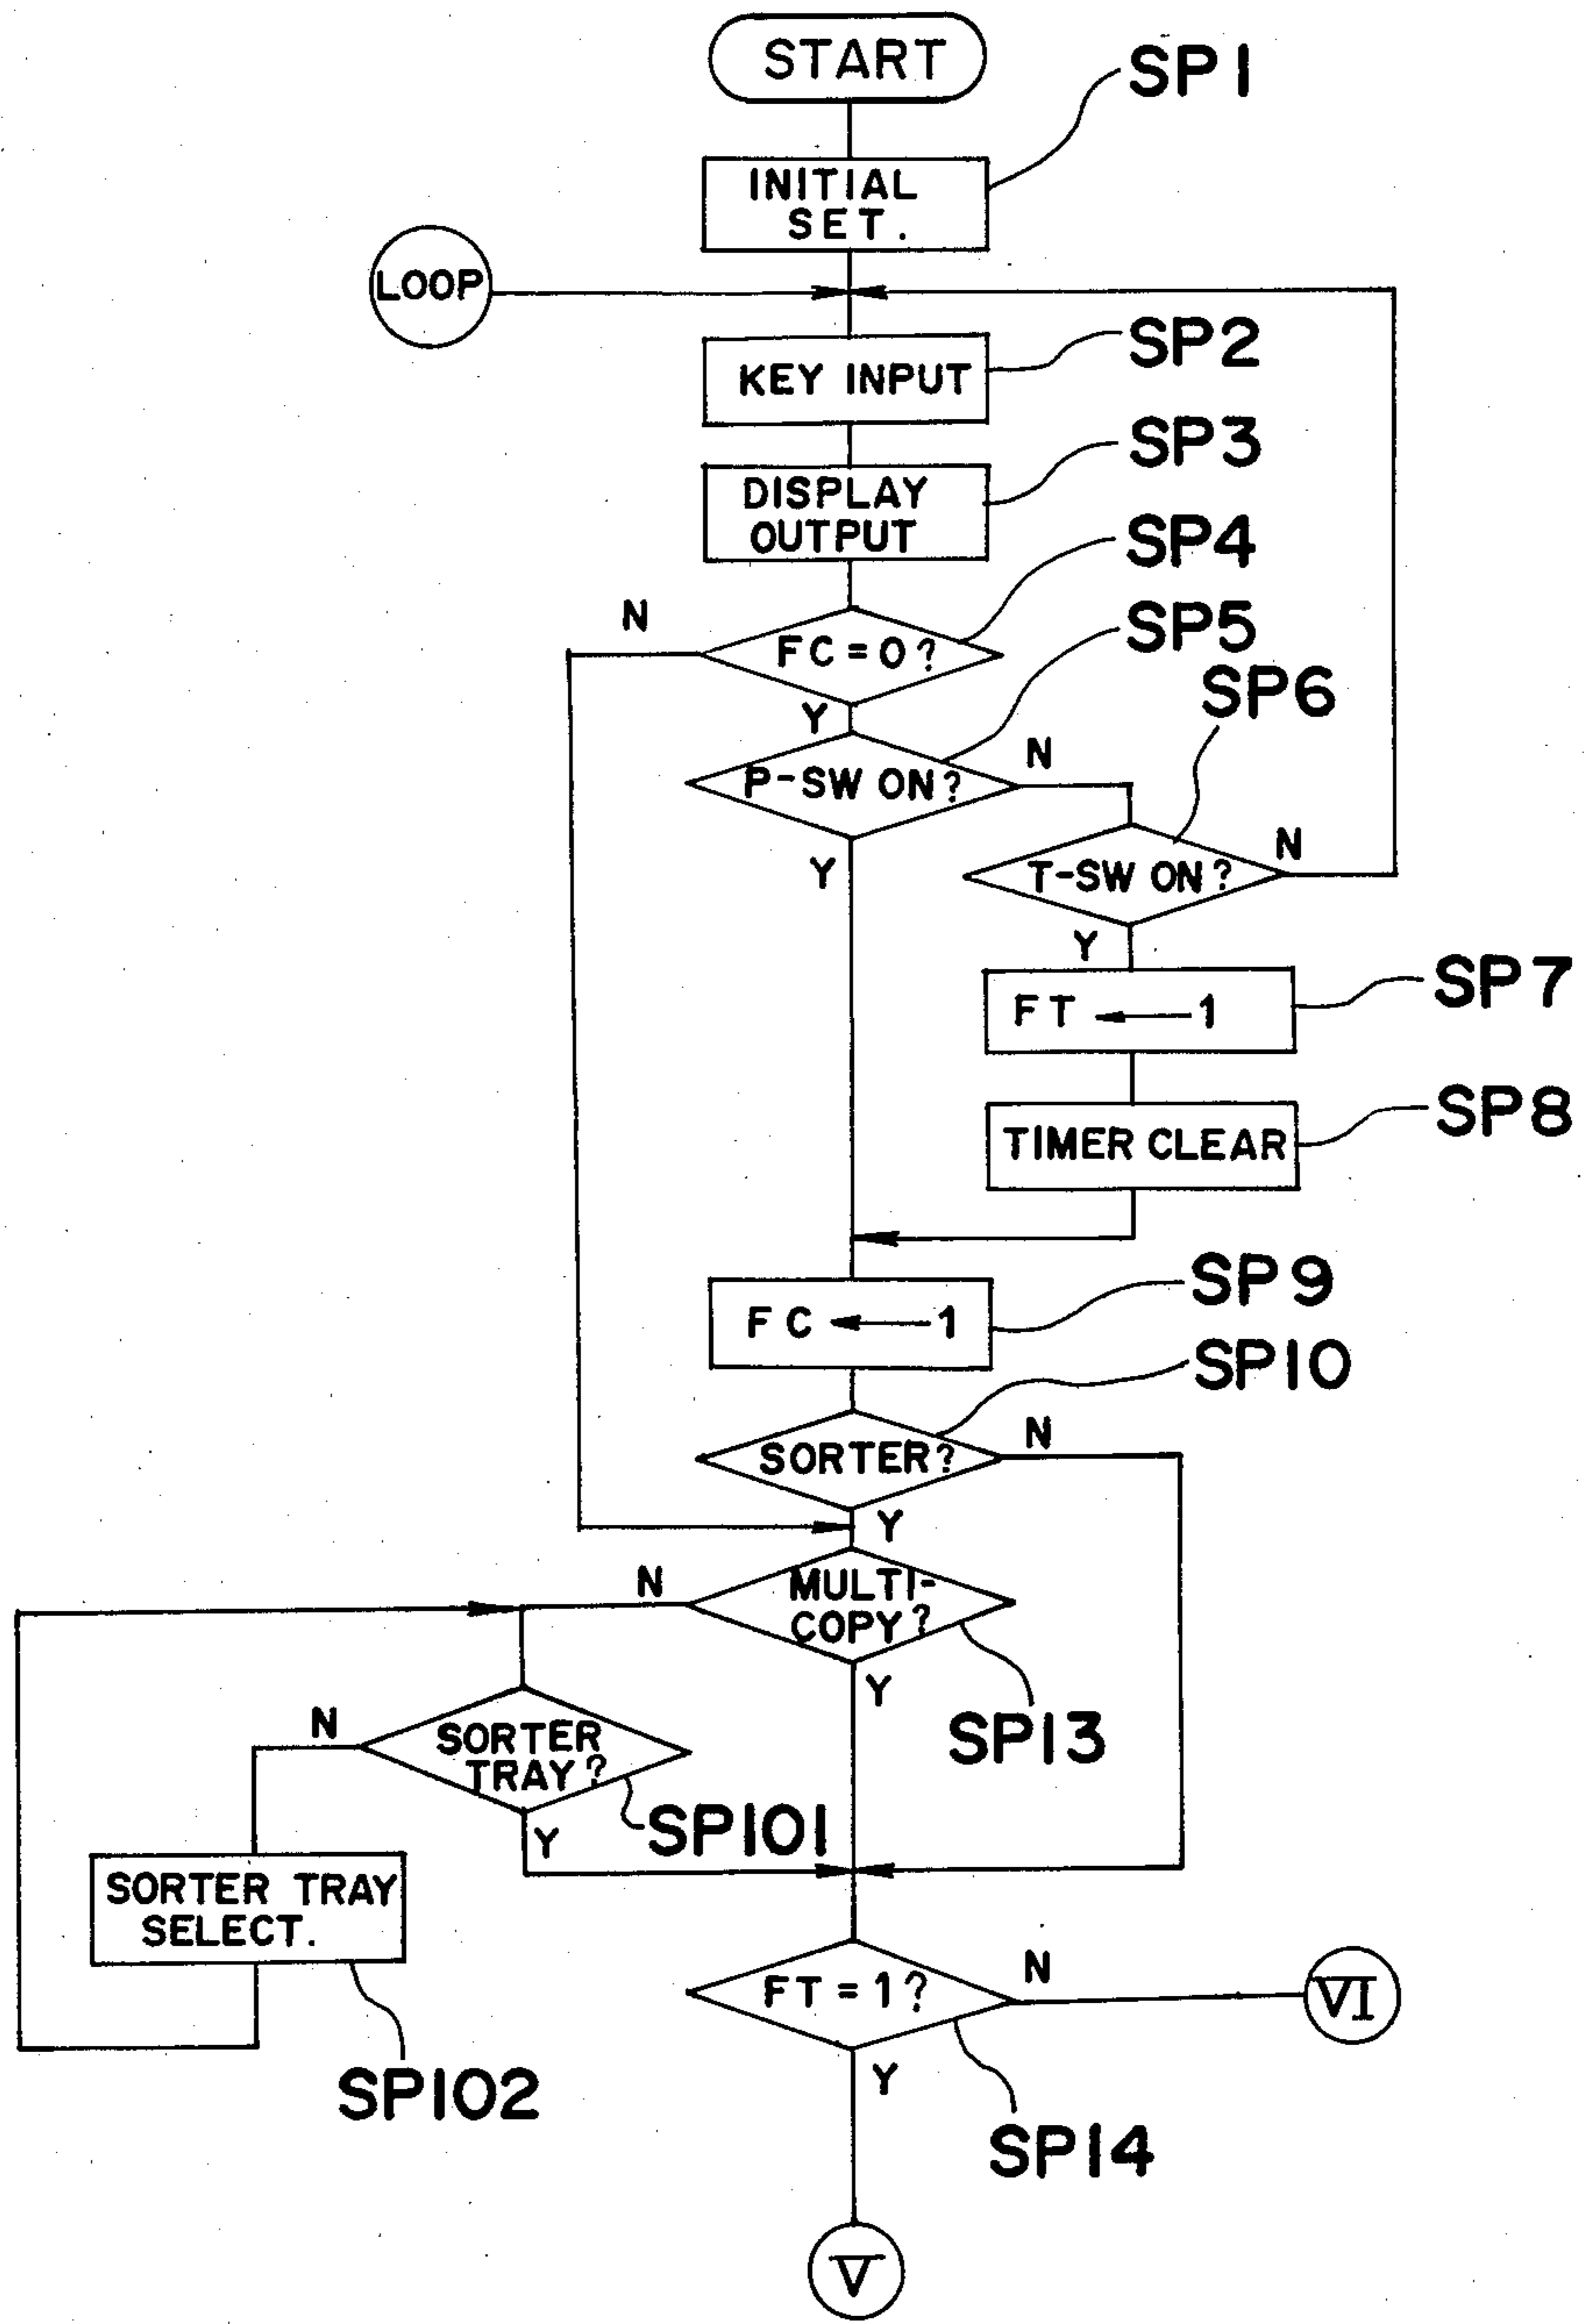 START
SP1
INITIAL
SET.
LOOP
SP2
KEY INPUT
SP3
DISPLAY
OUTPUT
SP4
N
FC=0?
SP5
Y
SP6
P-SW ON?
N
Y
T-SW ON?
N
Y
SP7
FT ← 1
SP8
TIMER CLEAR
SP9
FC ← 1
SP10
SORTER?
N
Y
N
MULTI-
COPY?
Y
SP13
N
SORTER
TRAY?
SP101
Y
SORTER TRAY
SELECT.
FT=1?
N
VI
SP102
Y
SP14
V